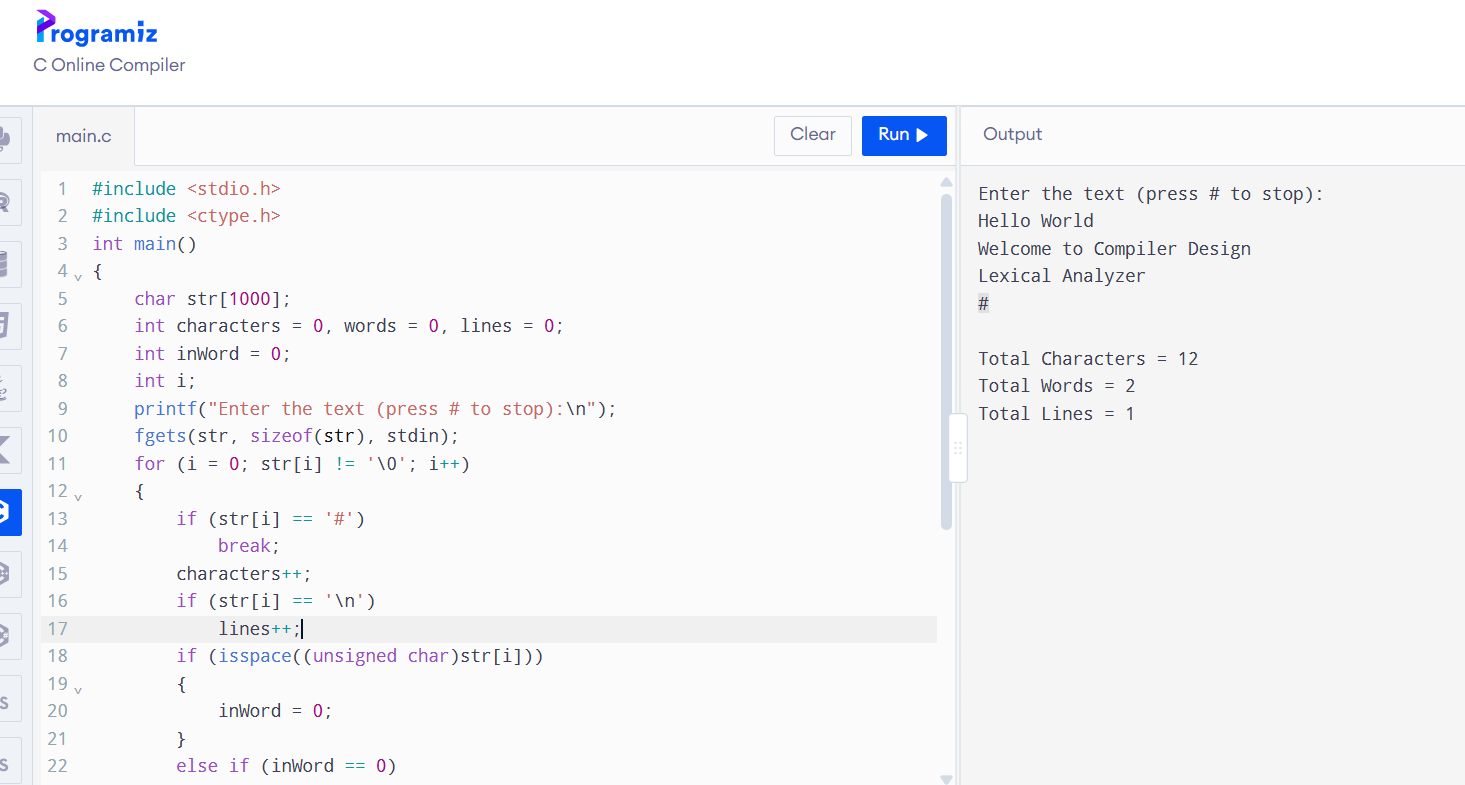 Programiz
C Online Compiler
main.c
Clear
Run
Output
1 #include <stdio.h>
2 #include <ctype.h>
3 int main()
4 {
5     char str[1000];
6     int characters = 0, words = 0, lines = 0;
7     int inWord = 0;
8     int i;
9     printf("Enter the text (press # to stop):\n");
10     fgets(str, sizeof(str), stdin);
11     for (i = 0; str[i] != '\0'; i++)
12     {
13         if (str[i] == '#')
14             break;
15         characters++;
16         if (str[i] == '\n')
17             lines++;
18         if (isspace((unsigned char)str[i]))
19         {
20             inWord = 0;
21         }
22         else if (inWord == 0)
Enter the text (press # to stop):
Hello World
Welcome to Compiler Design
Lexical Analyzer
#
Total Characters = 12
Total Words = 2
Total Lines = 1